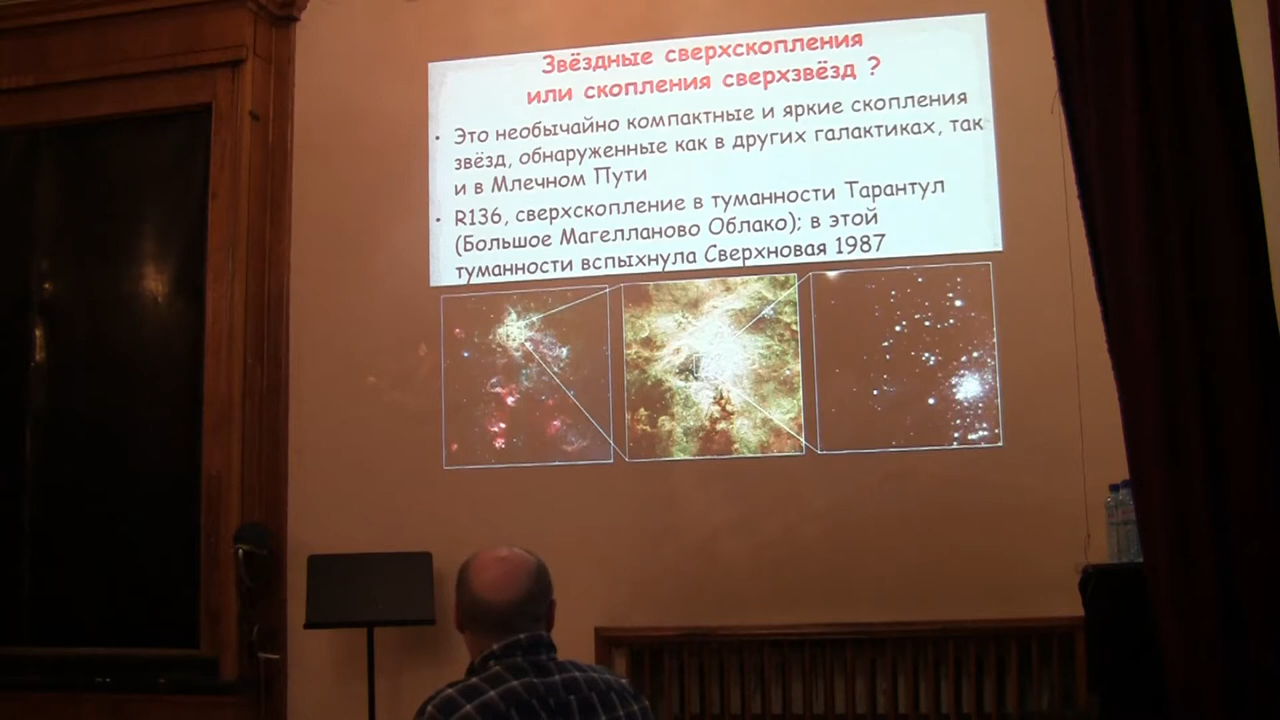 Звёздные сверхскопления
или скопления сверхзвёзд ?
• Это необычайно компактные и яркие скопления
звёзд, обнаруженные как в других галактиках, так
и в Млечном Пути
• R136, сверхскопление в туманности Тарантул
(Большое Магелланово Облако); в этой
туманности вспыхнула Сверхновая 1987